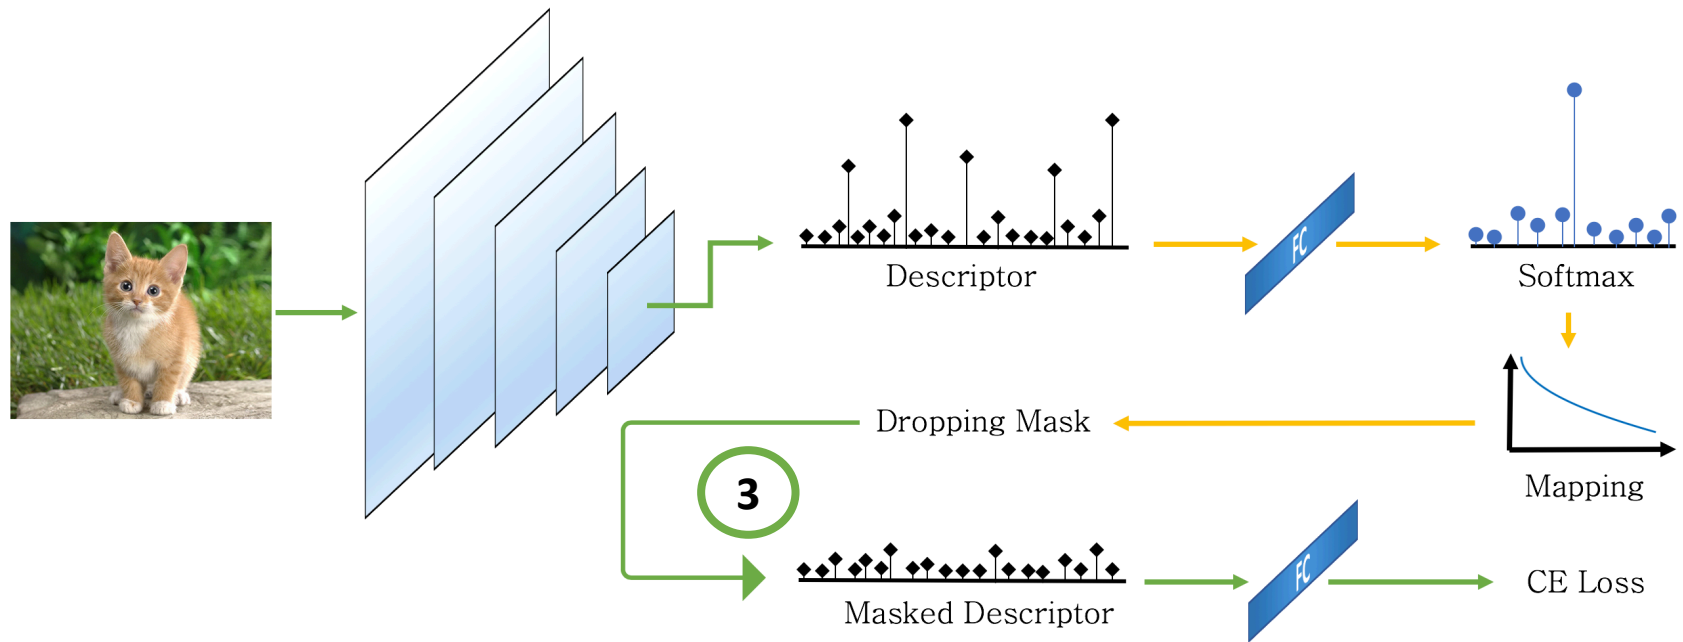 FC
Descriptor
Softmax
Dropping Mask
Mapping
3
FC
CE Loss
Masked Descriptor